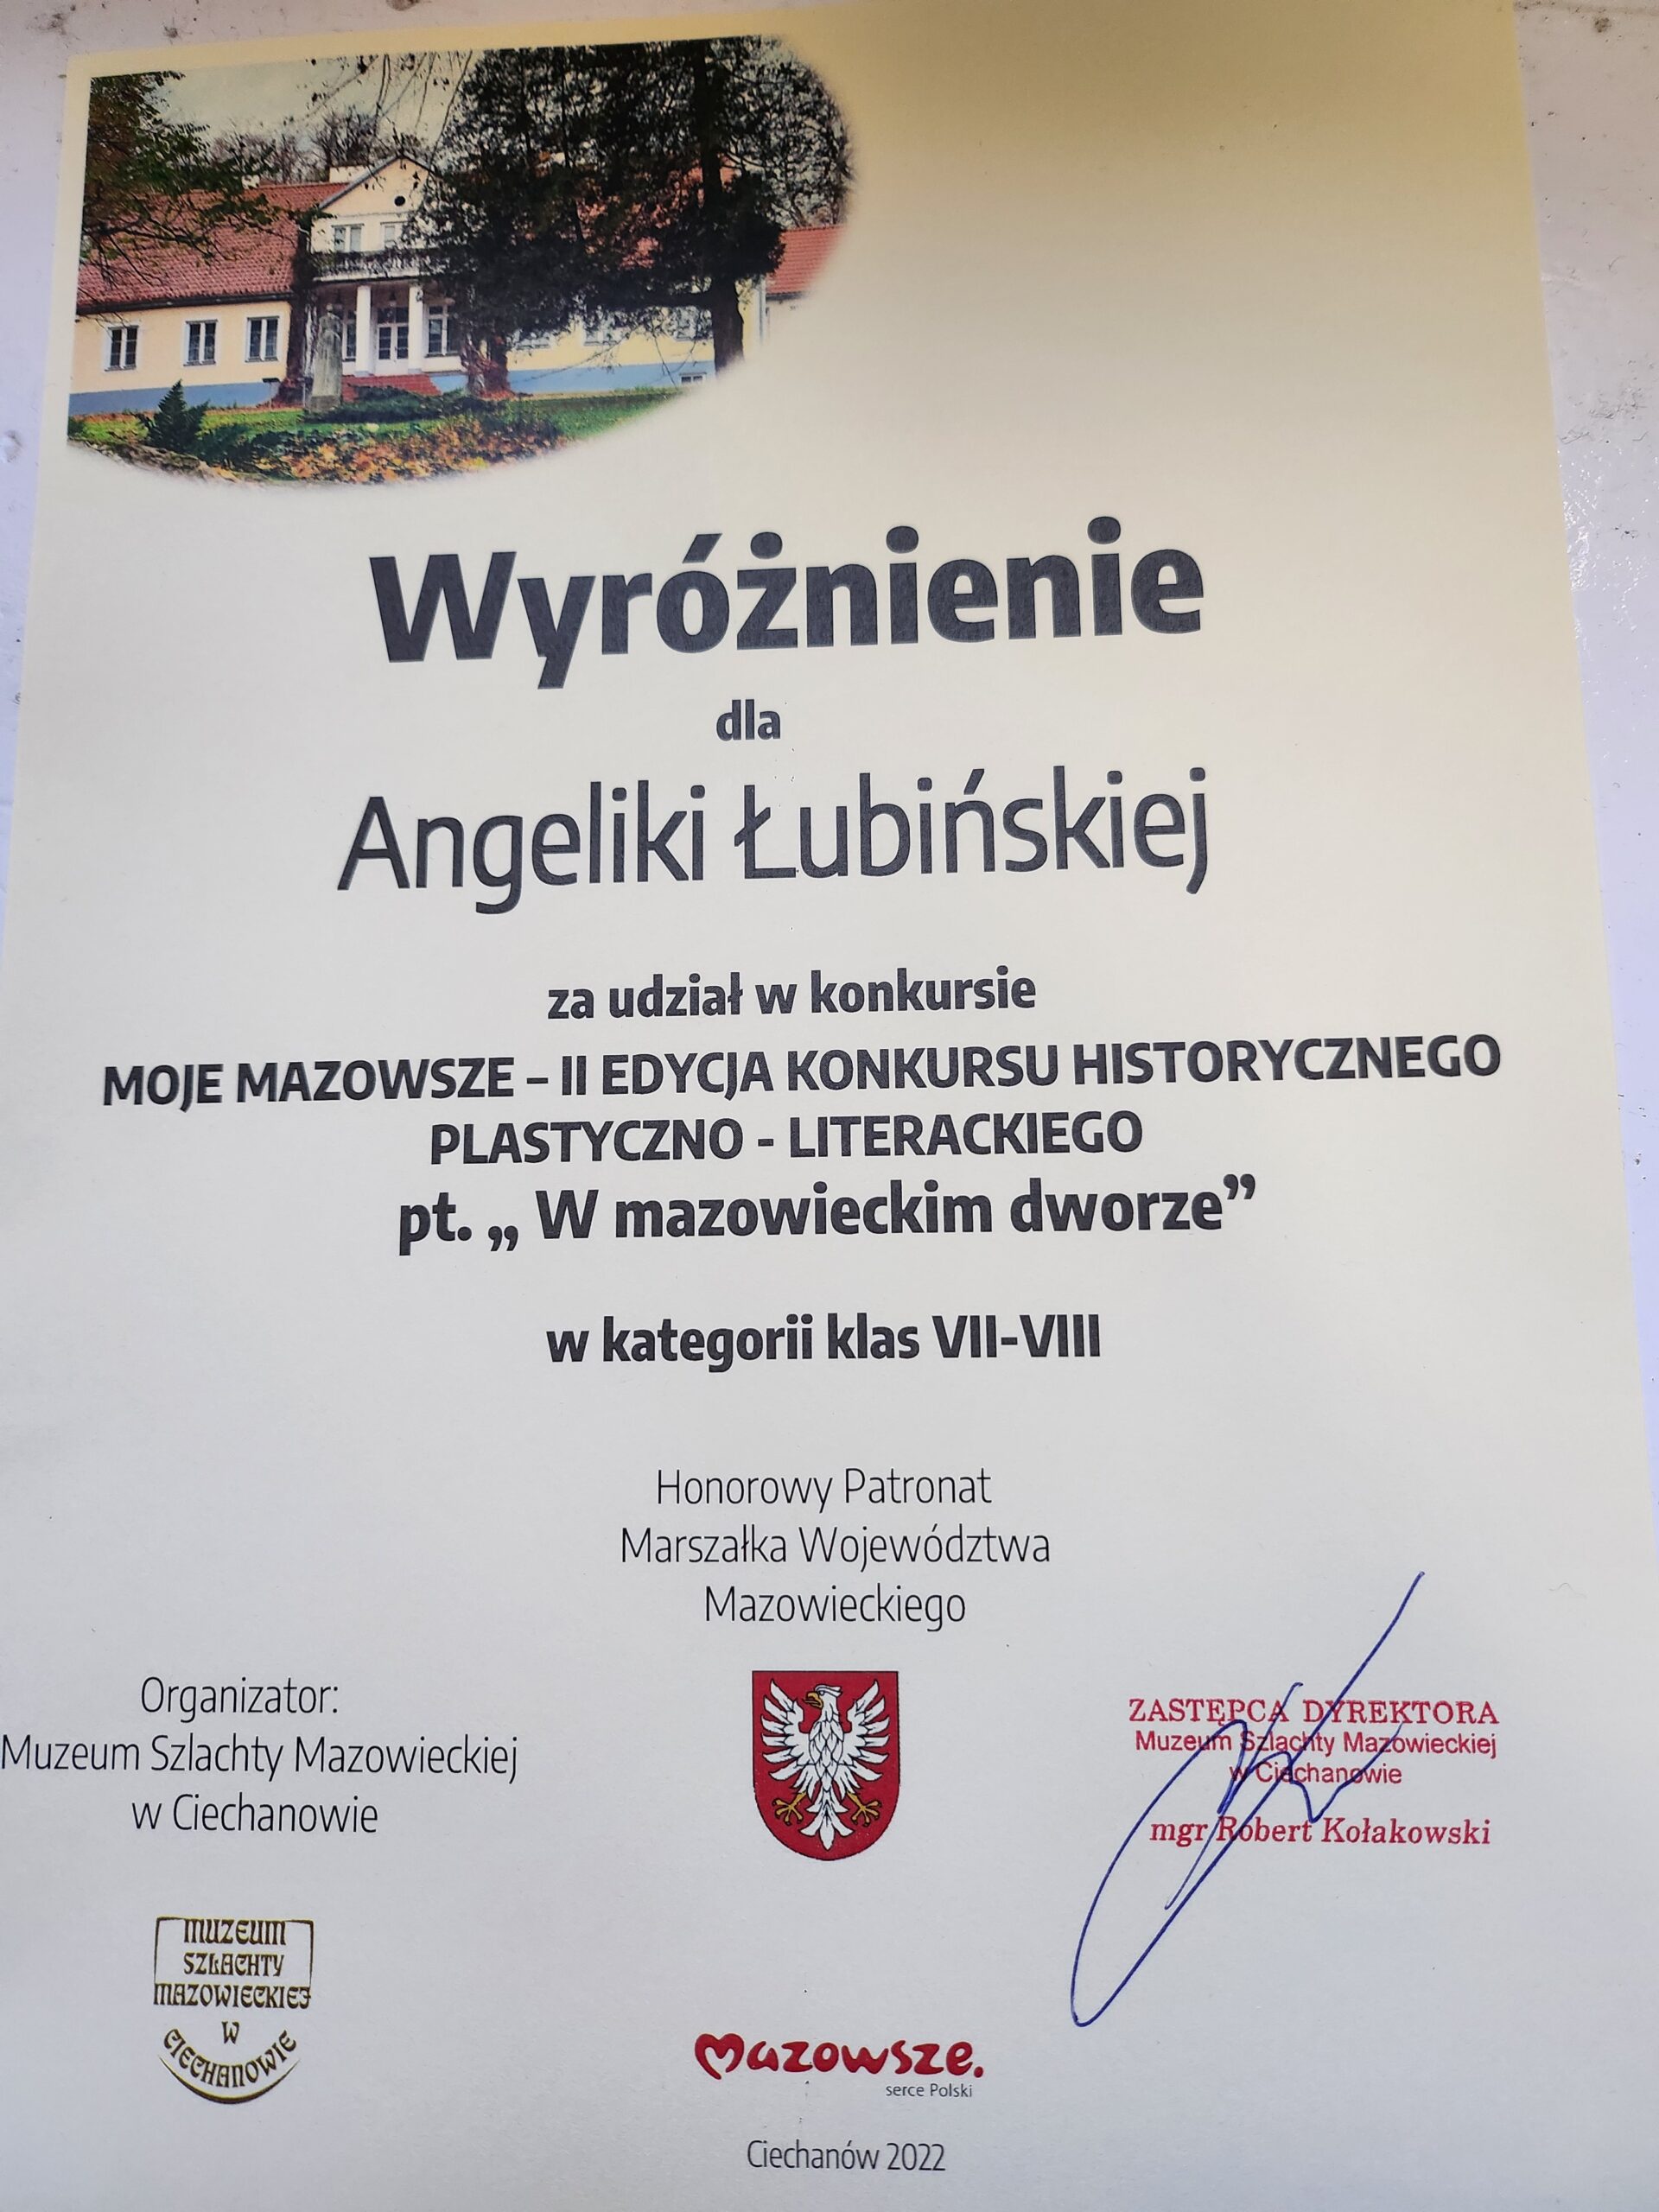 Wyróżnienie
dla
Angeliki Łubińskiej
za udział w konkursie
MOJE MAZOWSZE – II EDYCJA KONKURSU HISTORYCZNEGO
PLASTYCZNO - LITERACKIEGO
pt. „ W mazowieckim dworze”
w kategorii klas VII-VIII
Honorowy Patronat
Marszałka Województwa
Mazowieckiego
Organizator:
Muzeum Szlachty Mazowieckiej
w Ciechanowie
ZASTĘPCA DYREKTORA
Muzeum Szlachty Mazowieckiej
w Ciechanowie
mgr Robert Kołakowski
MUZEUM
SZLACHTY
MAZOWIECKIEJ
W
CIECHANOWIE
mazowsze.
serce Polski
Ciechanów 2022